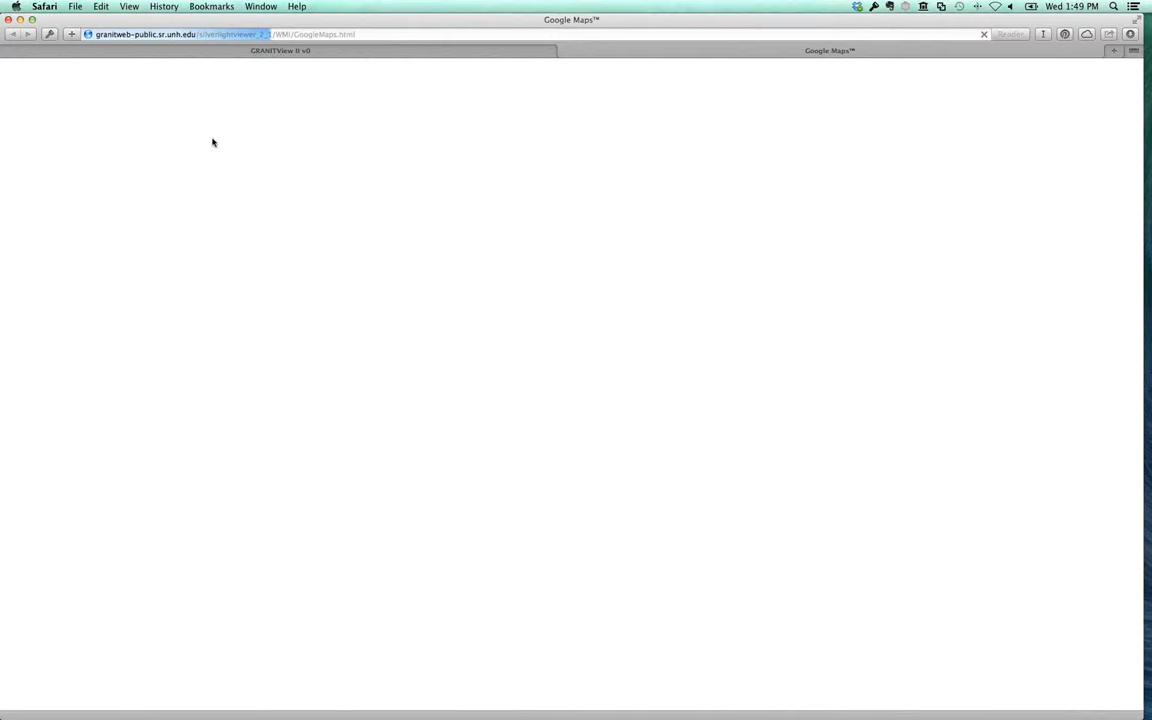 Safari File Edit View History Bookmarks Window Help Wed 1:49 PM
Google Maps™
granitweb-public.sr.unh.edu/silverlightviewer_2_1/WMI/GoogleMaps.html Reader
GRANITView II v0 Google Maps™